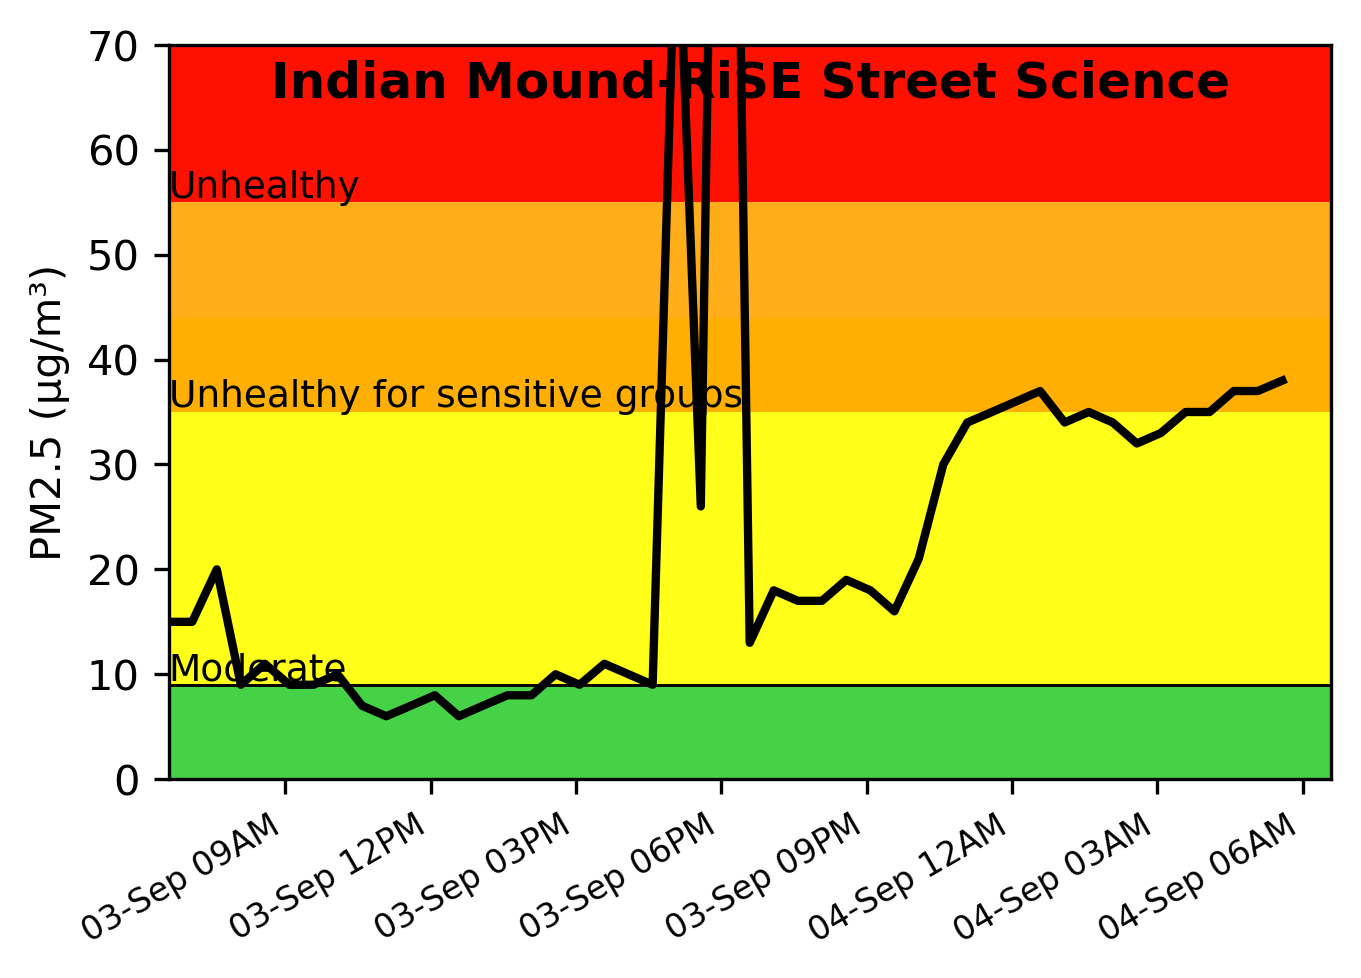 Indian Mound-RiSE Street Science
70
60
Unhealthy
50
40
Unhealthy for sensitive groups
30
20
10
Moderate
0
PM2.5 (µg/m³)
03-Sep 09AM
03-Sep 12PM
03-Sep 03PM
03-Sep 06PM
03-Sep 09PM
04-Sep 12AM
04-Sep 03AM
04-Sep 06AM